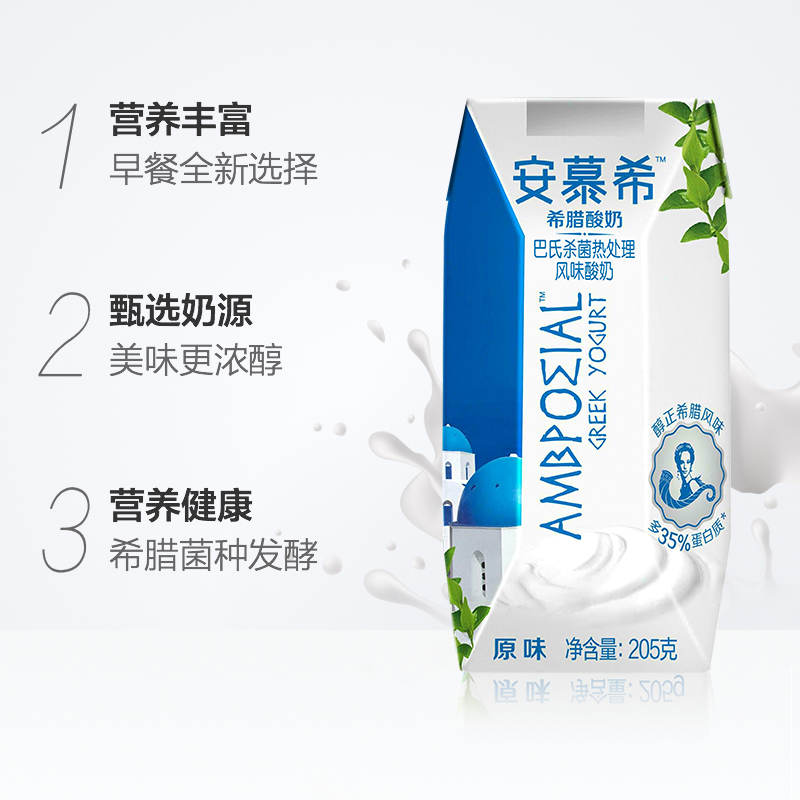 1
营养丰富
早餐全新选择
2
甄选奶源
美味更浓醇
3
营养健康
希腊菌种发酵
安慕希™
希腊酸奶
巴氏杀菌热处理
风味酸奶
AMBPOΣIAL™
GREEK YOGURT
醇正希腊风味
多35%蛋白质*
原味 净含量:205克